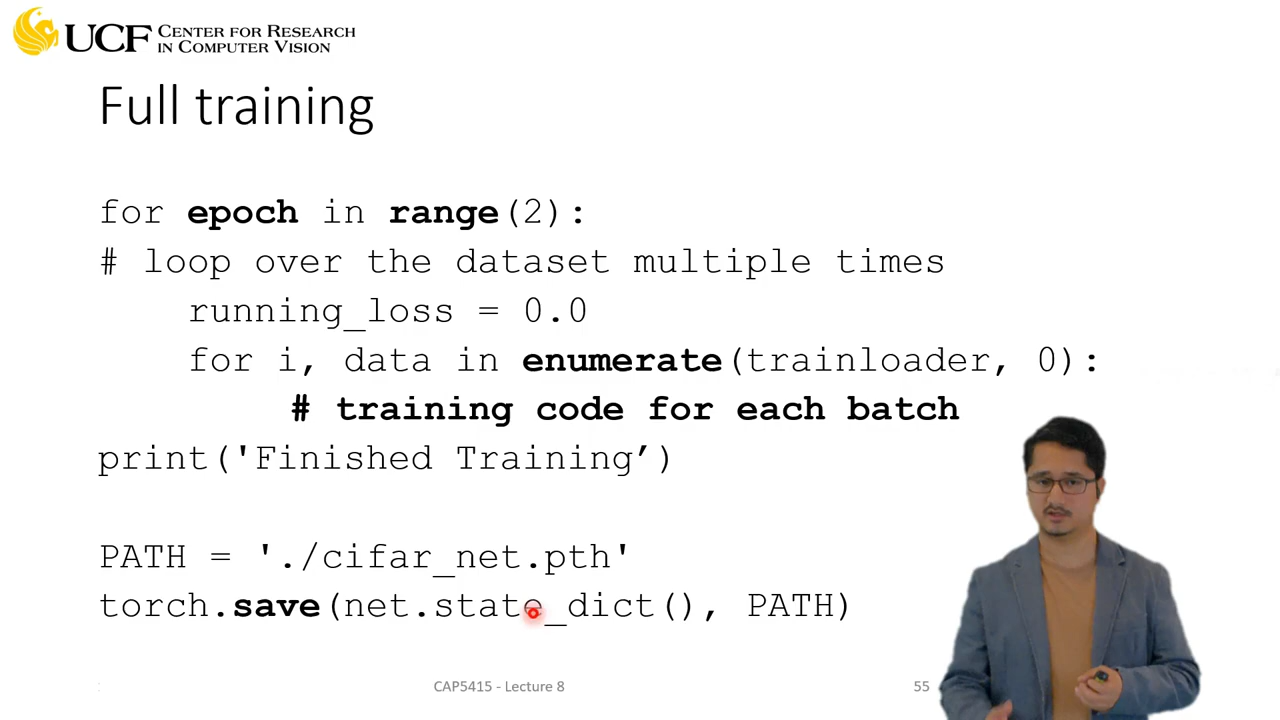 UCF CENTER FOR RESEARCH
IN COMPUTER VISION
Full training
for epoch in range(2):
# loop over the dataset multiple times
running_loss = 0.0
for i, data in enumerate(trainloader, 0):
# training code for each batch
print('Finished Training’)
PATH = './cifar_net.pth'
torch.save(net.state_dict(), PATH)
CAP5415 - Lecture 8
55